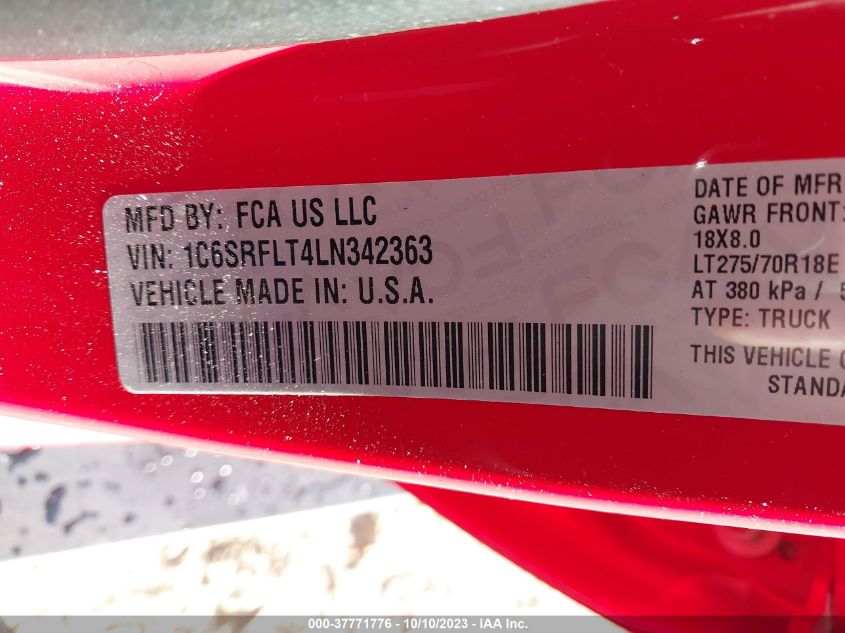 MFD BY: FCA US LLC
VIN: 1C6SRFLT4LN342363
VEHICLE MADE IN: U.S.A.
DATE OF MFR
GAWR FRONT:
18X8.0
LT275/70R18E
AT 380 kPa /
TYPE: TRUCK
THIS VEHICLE
STANDA
000-37771776 - 10/10/2023 - IAA Inc.